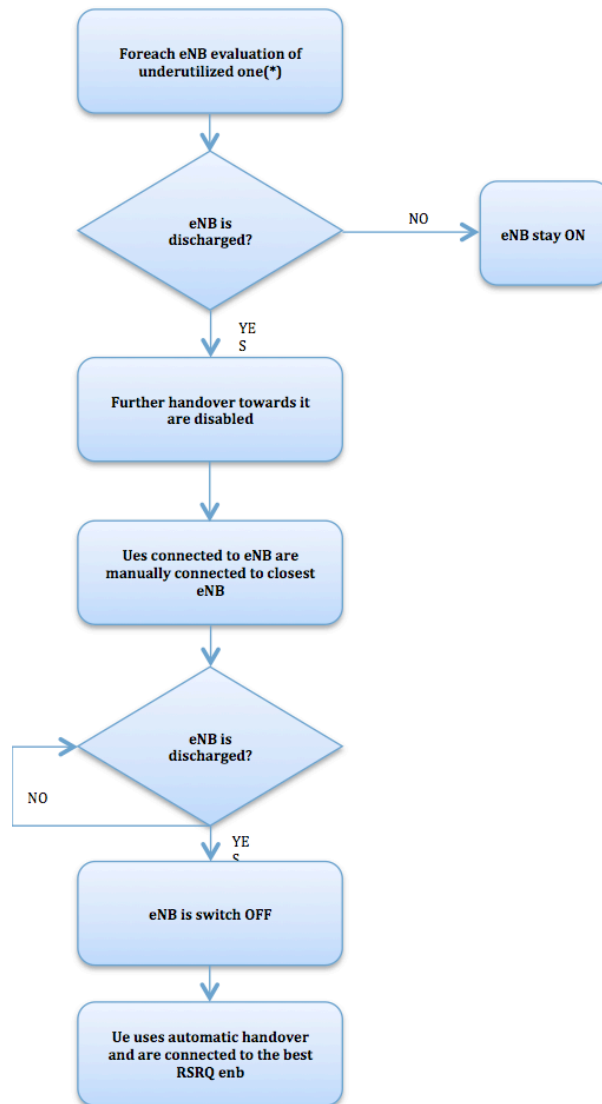 Foreach eNB evaluation of
underutilized one(*)
eNB is
discharged?
NO
eNB stay ON
YE
S
Further handover towards it
are disabled
Ues connected to eNB are
manually connected to closest
eNB
eNB is
discharged?
NO
YE
S
eNB is switch OFF
Ue uses automatic handover
and are connected to the best
RSRQ enb